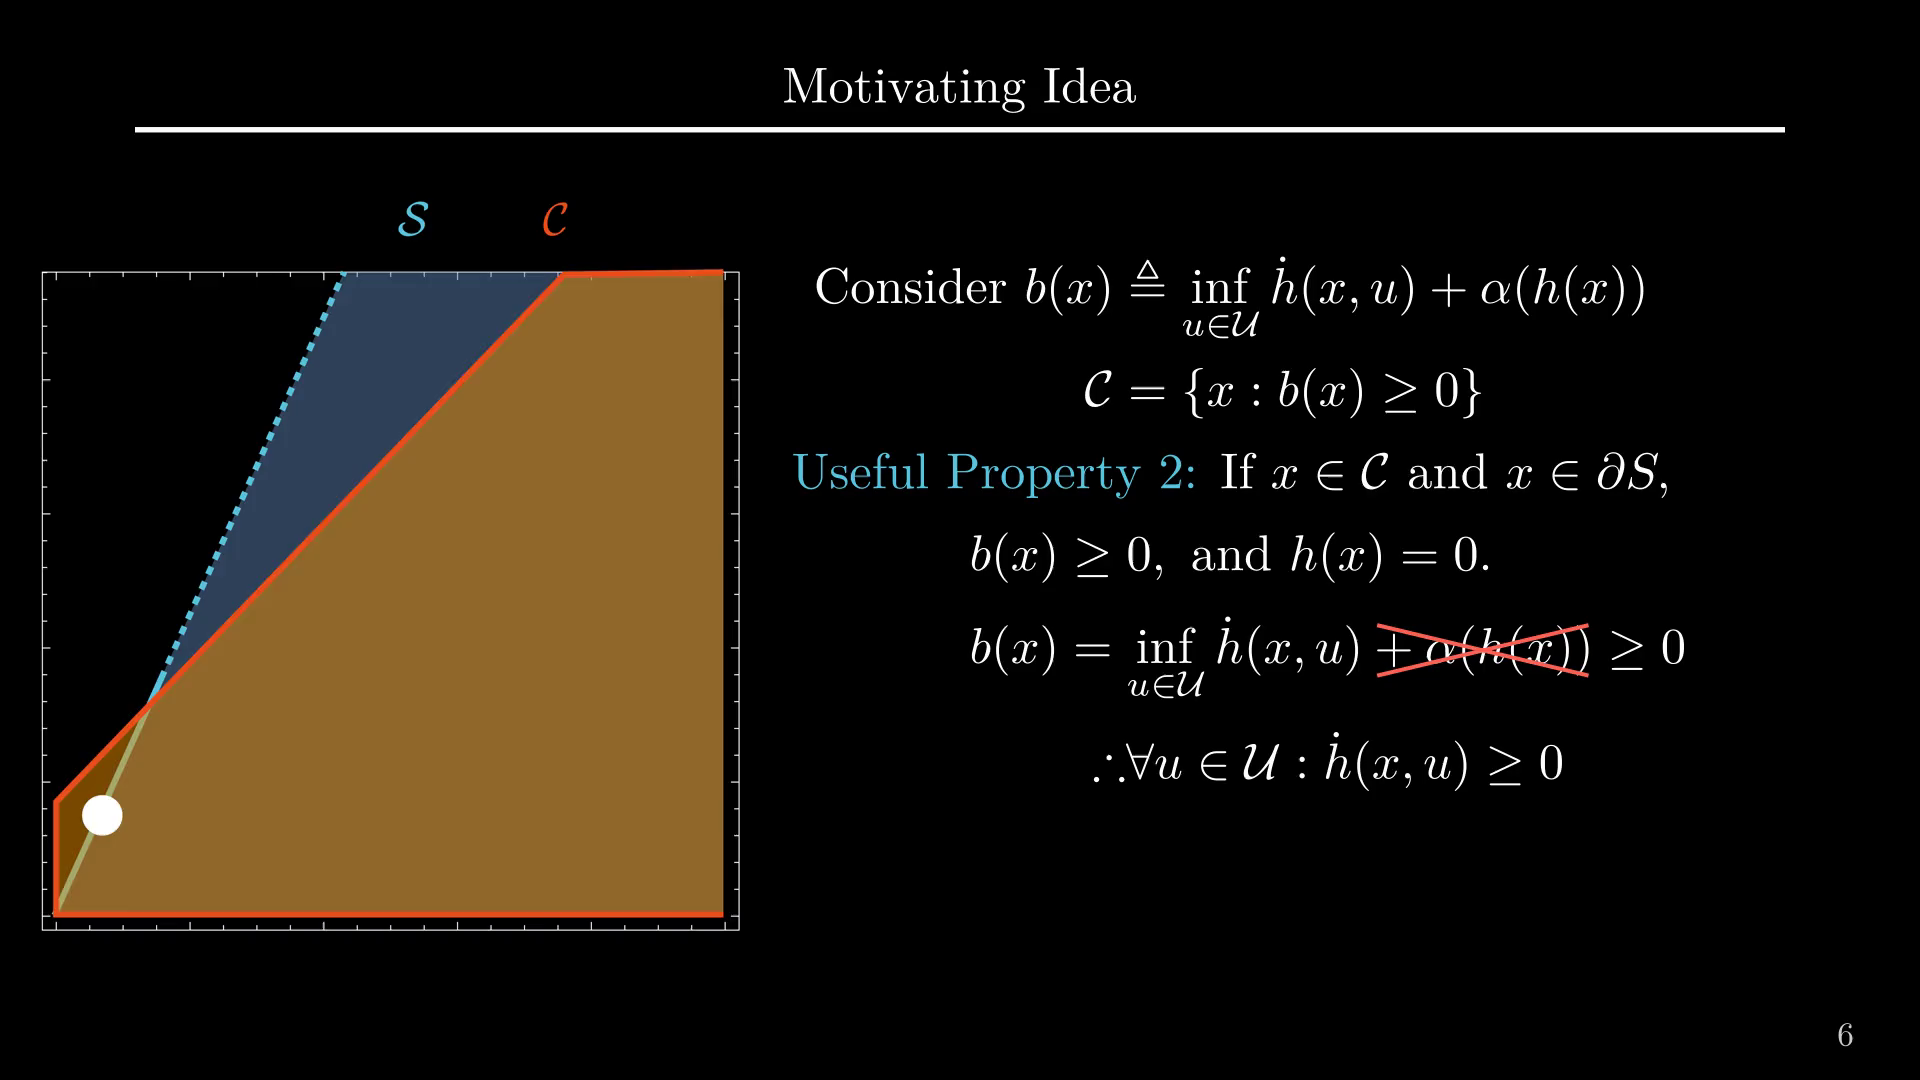 Motivating Idea
𝒮 𝒞
Consider b(x) ≜ inf_{u∈𝒰} ḣ(x, u) + α(h(x))
𝒞 = {x : b(x) ≥ 0}
Useful Property 2: If x ∈ 𝒞 and x ∈ ∂S,
b(x) ≥ 0, and h(x) = 0.
b(x) = inf_{u∈𝒰} ḣ(x, u) + α(h(x)) ≥ 0
∴∀u ∈ 𝒰 : ḣ(x, u) ≥ 0
6